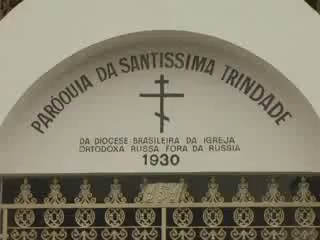 PARÓQUIA DA SANTISSIMA TRINDADE
DA DIOCESE BRASILEIRA DA IGREJA
ORTODOXA RUSSA FORA DA RUSSIA
1930